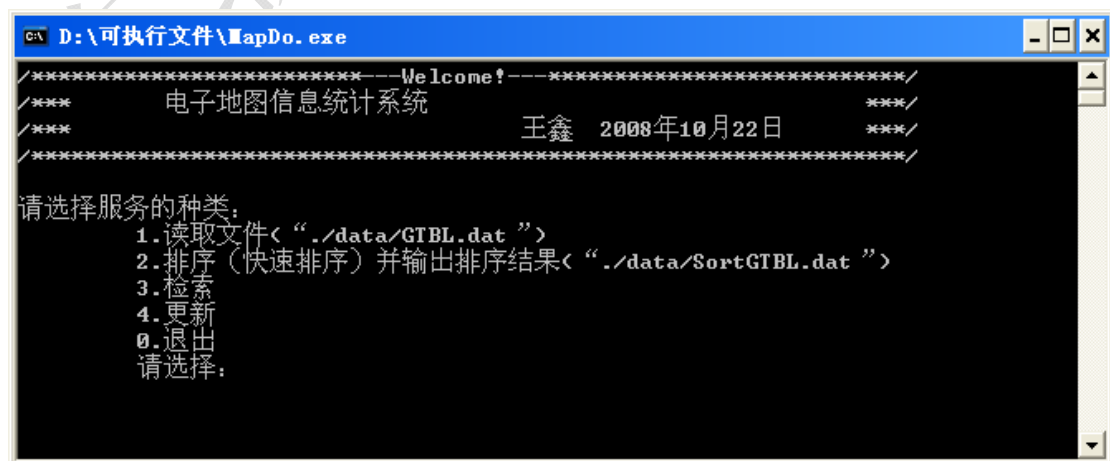 D:\可执行文件\MapDo.exe
/**************************---Welcome!---***************************/
/*** 电子地图信息统计系统 ***/
/*** 王鑫 2008年10月22日 ***/
/******************************************************************/
请选择服务的种类:
1.读取文件(“./data/GTBL.dat ”)
2.排序（快速排序）并输出排序结果(“./data/SortGTBL.dat ”)
3.检索
4.更新
0.退出
请选择: